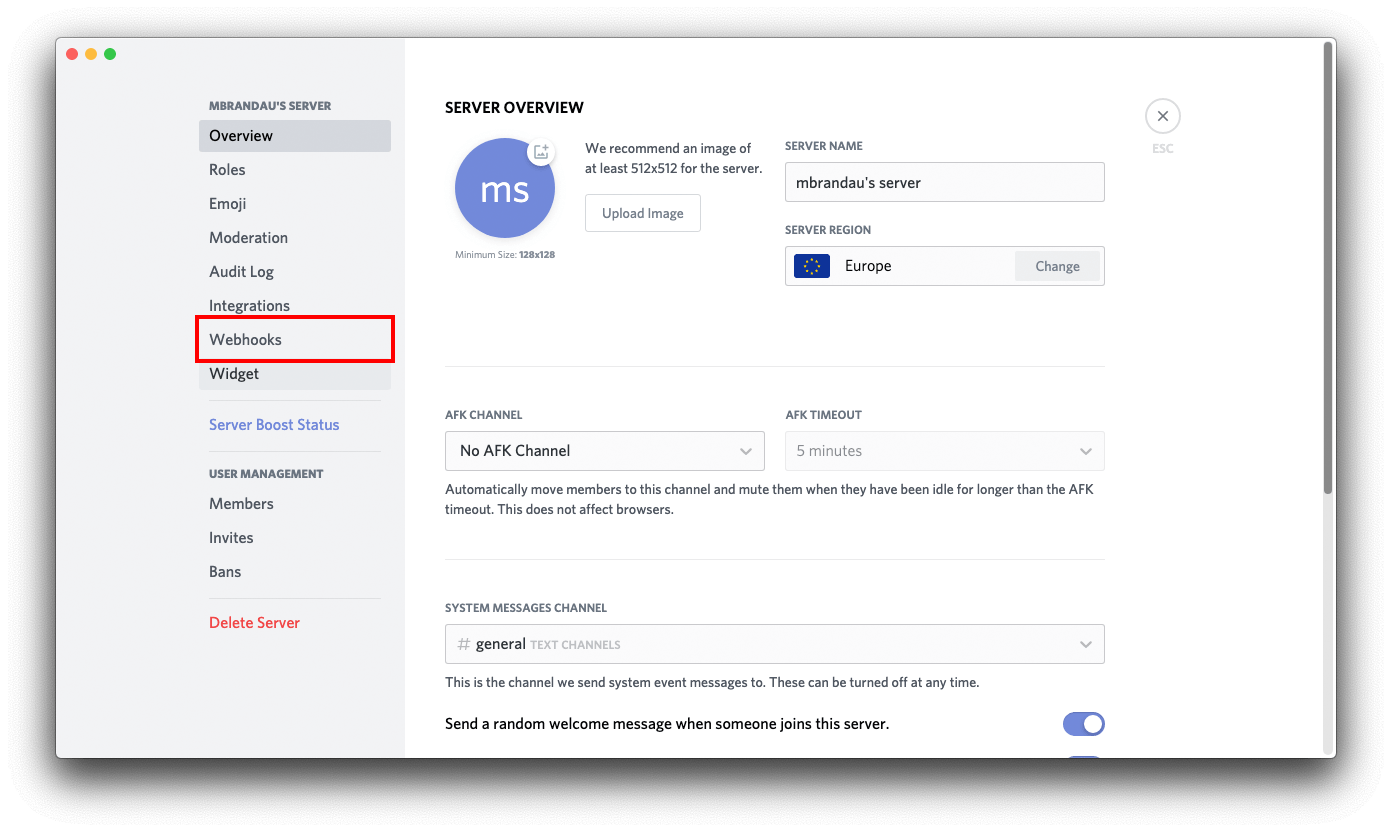 MBRANDAU'S SERVER
Overview
Roles
Emoji
Moderation
Audit Log
Integrations
Webhooks
Widget
Server Boost Status
USER MANAGEMENT
Members
Invites
Bans
Delete Server
SERVER OVERVIEW
ms
Minimum Size: 128x128
We recommend an image of
at least 512x512 for the server.
Upload Image
SERVER NAME
mbrandau's server
SERVER REGION
Europe
Change
ESC
AFK CHANNEL
No AFK Channel
AFK TIMEOUT
5 minutes
Automatically move members to this channel and mute them when they have been idle for longer than the AFK
timeout. This does not affect browsers.
SYSTEM MESSAGES CHANNEL
# general TEXT CHANNELS
This is the channel we send system event messages to. These can be turned off at any time.
Send a random welcome message when someone joins this server.